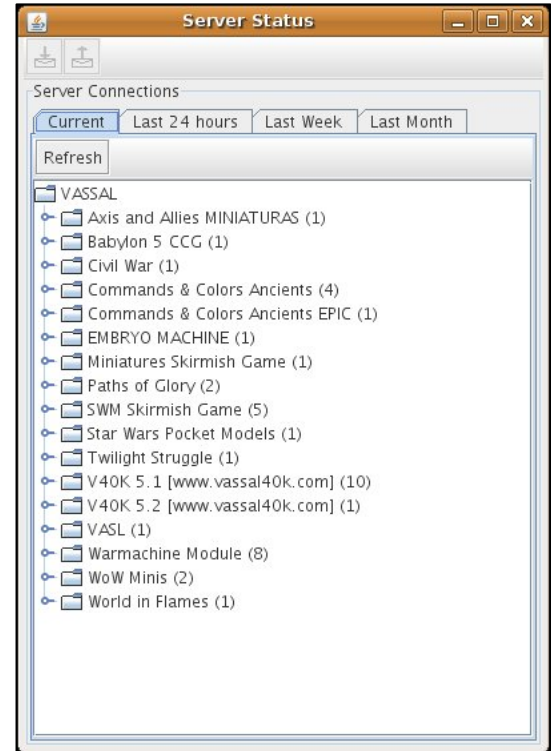 Server Status
Server Connections
Current Last 24 hours Last Week Last Month
Refresh
VASSAL
Axis and Allies MINIATURAS (1)
Babylon 5 CCG (1)
Civil War (1)
Commands & Colors Ancients (4)
Commands & Colors Ancients EPIC (1)
EMBRYO MACHINE (1)
Miniatures Skirmish Game (1)
Paths of Glory (2)
SWM Skirmish Game (5)
Star Wars Pocket Models (1)
Twilight Struggle (1)
V40K 5.1 [www.vassal40k.com] (10)
V40K 5.2 [www.vassal40k.com] (1)
VASL (1)
Warmachine Module (8)
WoW Minis (2)
World in Flames (1)